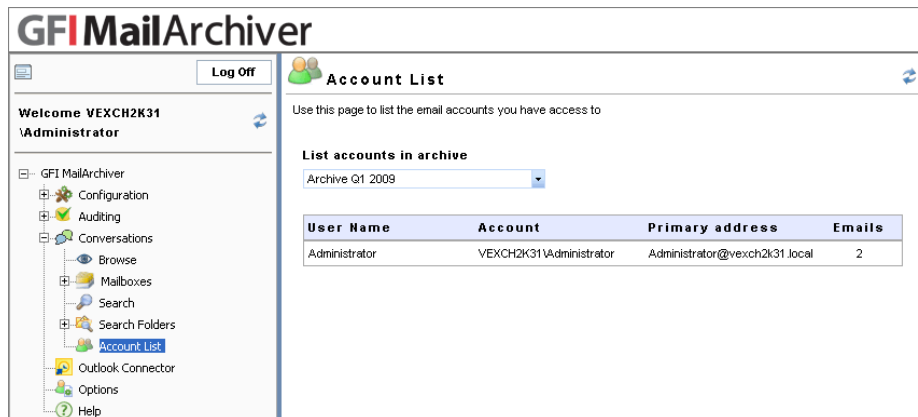 GFI MailArchiver
Log Off
Welcome VEXCH2K31
\Administrator
GFI MailArchiver
Configuration
Auditing
Conversations
Browse
Mailboxes
Search
Search Folders
Account List
Outlook Connector
Options
Help
Account List
Use this page to list the email accounts you have access to
List accounts in archive
Archive Q1 2009
User Name Account Primary address Emails
Administrator VEXCH2K31\Administrator Administrator@vexch2k31.local 2